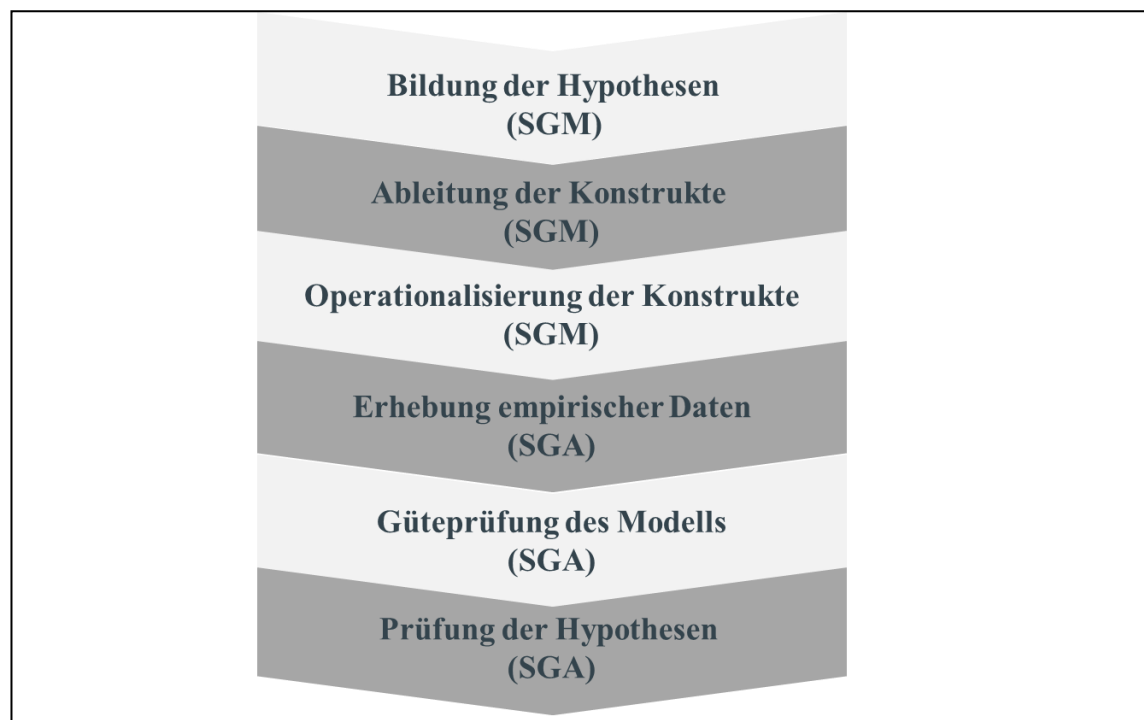 Bildung der Hypothesen
(SGM)
Ableitung der Konstrukte
(SGM)
Operationalisierung der Konstrukte
(SGM)
Erhebung empirischer Daten
(SGA)
Güteprüfung des Modells
(SGA)
Prüfung der Hypothesen
(SGA)